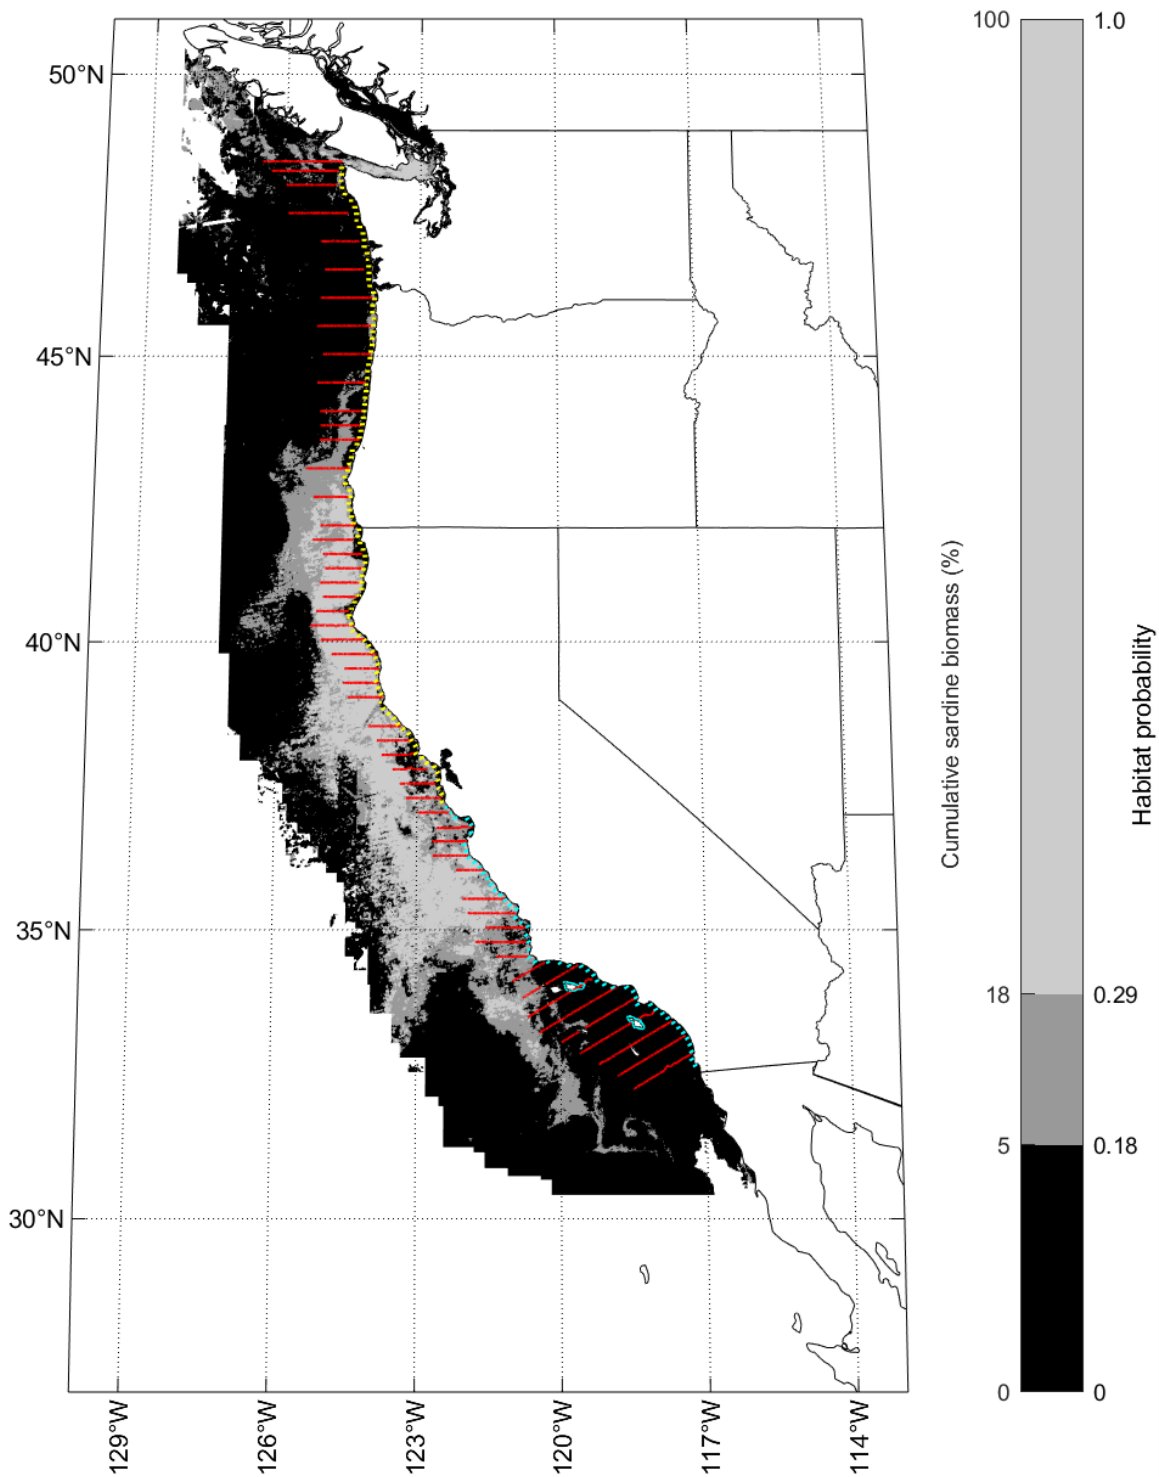 50°N
45°N
40°N
35°N
30°N
129°W
126°W
123°W
120°W
117°W
114°W
Cumulative sardine biomass (%)
100
18
5
0
1.0
0.29
0.18
0
Habitat probability